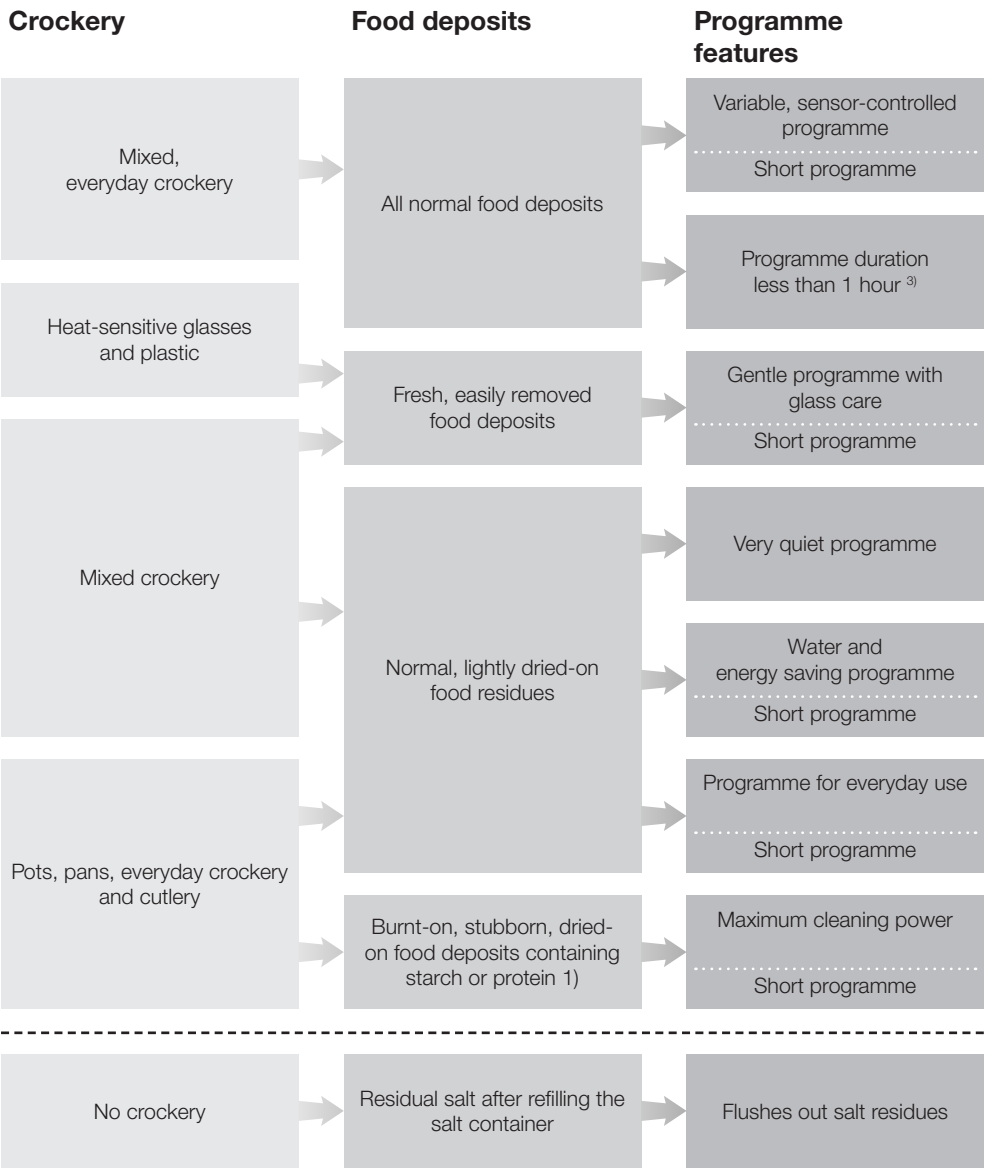 Crockery
Food deposits
Programme
features
Mixed,
everyday crockery
All normal food deposits
Variable, sensor-controlled
programme
Short programme
Programme duration
less than 1 hour 3)
Heat-sensitive glasses
and plastic
Fresh, easily removed
food deposits
Gentle programme with
glass care
Short programme
Mixed crockery
Normal, lightly dried-on
food residues
Very quiet programme
Water and
energy saving programme
Short programme
Programme for everyday use
Short programme
Pots, pans, everyday crockery
and cutlery
Burnt-on, stubborn, dried-
on food deposits containing
starch or protein 1)
Maximum cleaning power
Short programme
No crockery
Residual salt after refilling the
salt container
Flushes out salt residues